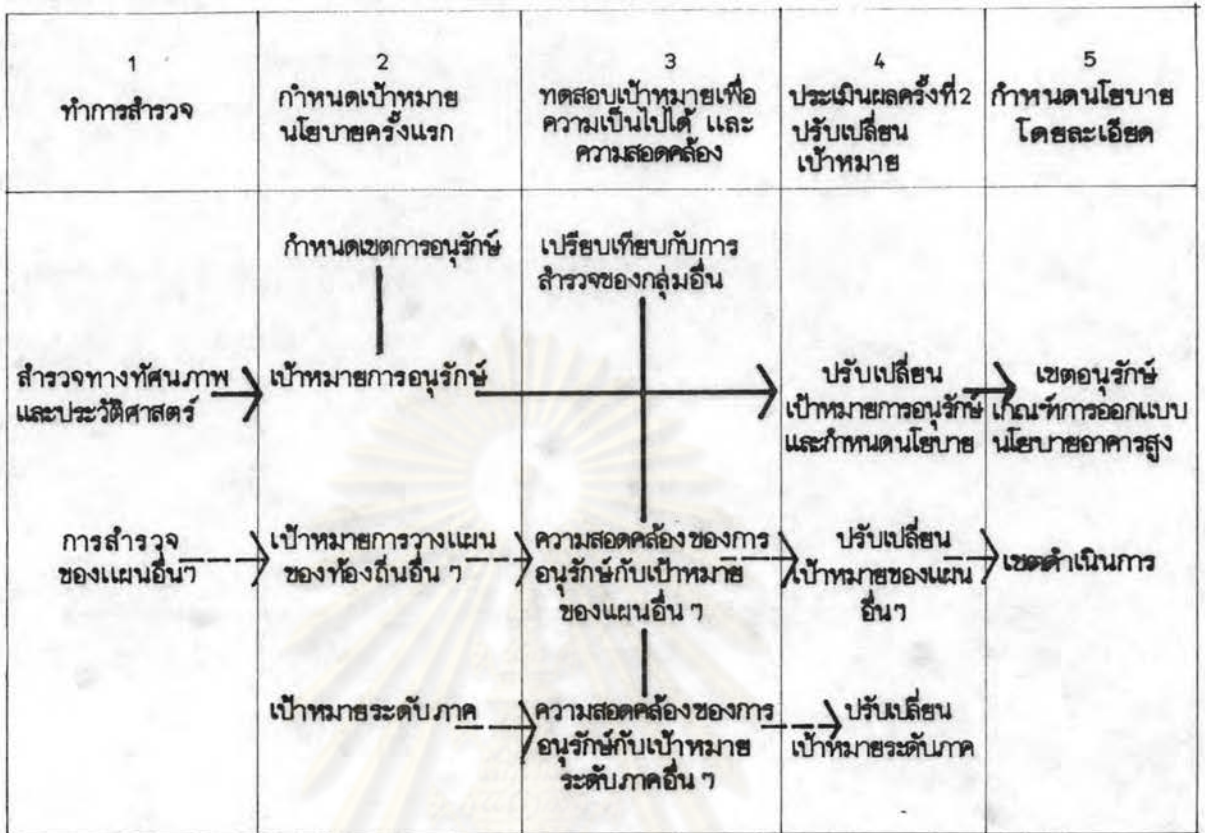 1
ทำการสำรวจ
2
กำหนดเป้าหมาย
นโยบายครั้งแรก
3
ทดสอบเป้าหมายเพื่อ
ความเป็นไปได้ และ
ความสอดคล้อง
4
ประเมินผลครั้งที่2
ปรับเปลี่ยน
เป้าหมาย
5
กำหนดนโยบาย
โดยละเอียด
กำหนดเขตการอนุรักษ์
เปรียบเทียบกับการ
สำรวจของกลุ่มอื่น
สำรวจทางทัศนภาพ
และประวัติศาสตร์
เป้าหมายการอนุรักษ์
ปรับเปลี่ยน
เป้าหมายการอนุรักษ์
และกำหนดนโยบาย
เขตอนุรักษ์
เกณฑ์การออกแบบ
นโยบายอาคารสูง
การสำรวจ
ของแผนอื่นๆ
เป้าหมายการวางแผน
ของท้องถิ่นอื่น ๆ
ความสอดคล้องของการ
อนุรักษ์กับเป้าหมาย
ของแผนอื่น ๆ
ปรับเปลี่ยน
เป้าหมายของแผน
อื่นๆ
เขตดำเนินการ
เป้าหมายระดับภาค
ความสอดคล้องของการ
อนุรักษ์กับเป้าหมาย
ระดับภาคอื่น ๆ
ปรับเปลี่ยน
เป้าหมายระดับภาค